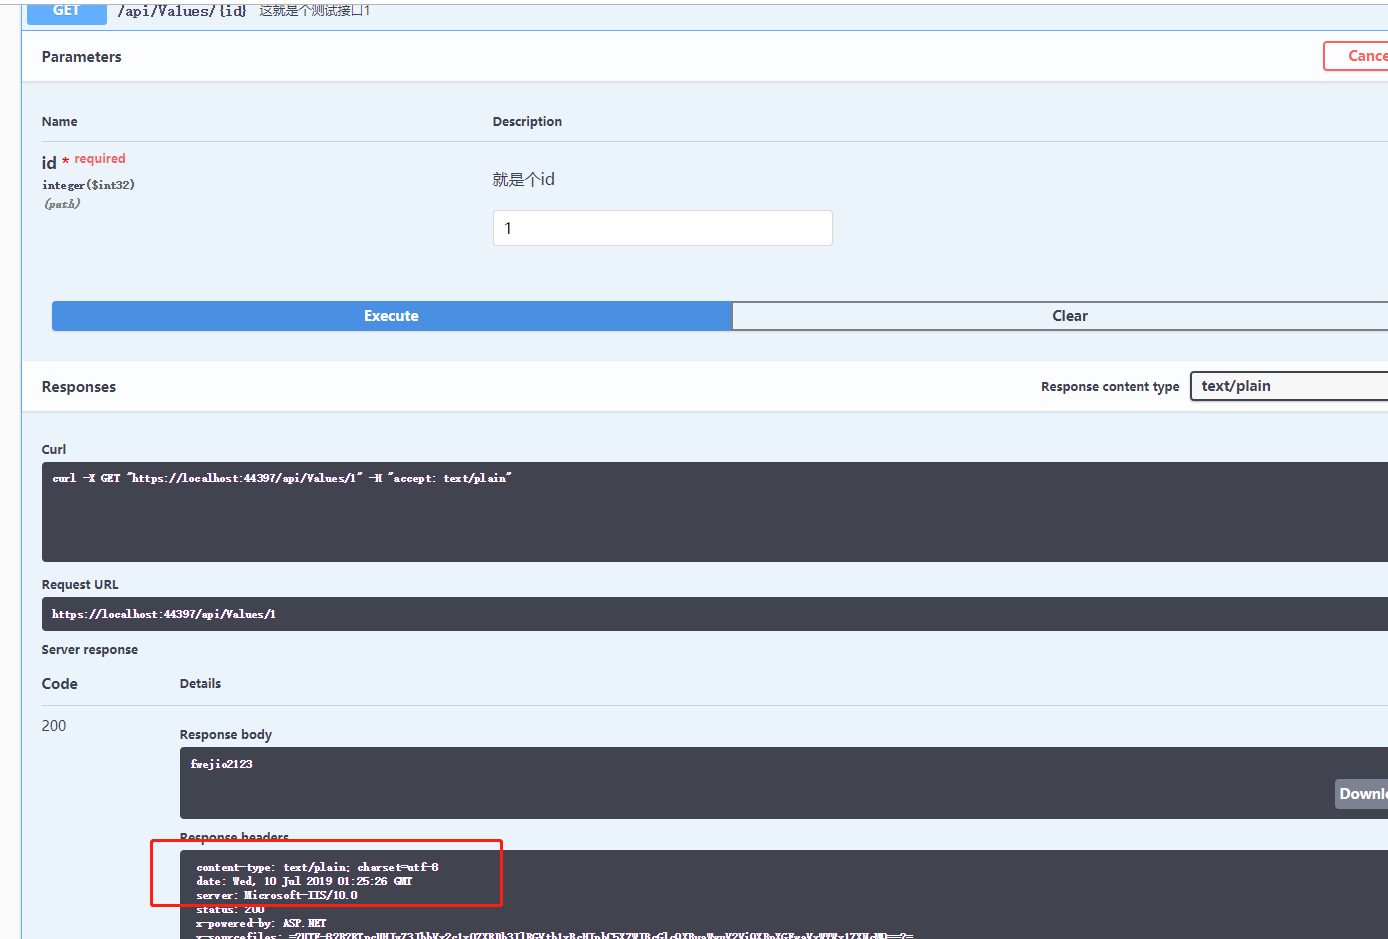 GET /api/Values/{id} 这就是个测试接口1
Parameters
Cance
Name Description
id * required
integer($int32)
(path)
就是个id
1
Execute Clear
Responses Response content type text/plain
Curl
curl -X GET "https://localhost:44397/api/Values/1" -H "accept: text/plain"
Request URL
https://localhost:44397/api/Values/1
Server response
Code Details
200
Response body
fwejio2123
Downlo
Response headers
content-type: text/plain; charset=utf-8
date: Wed, 10 Jul 2019 01:25:26 GMT
server: Microsoft-IIS/10.0
status: 200
x-powered-by: ASP.NET
x-sourcefiles: